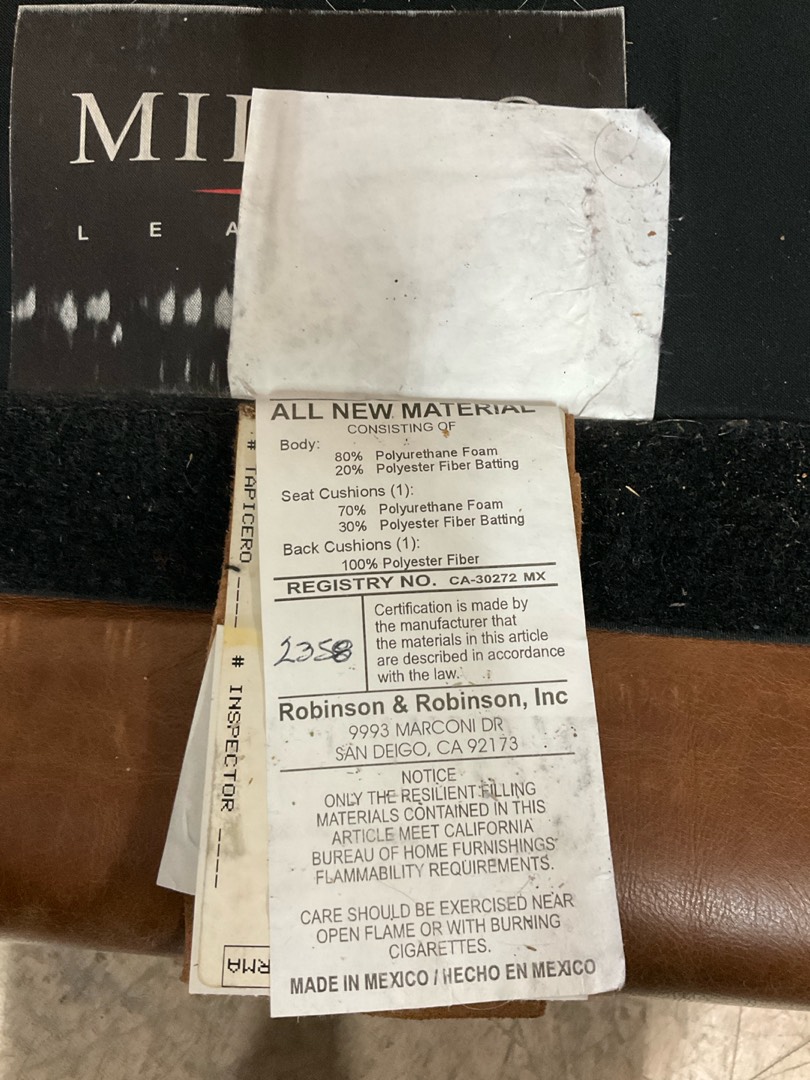 MI
L E A
ALL NEW MATERIAL
CONSISTING OF
Body:
80% Polyurethane Foam
20% Polyester Fiber Batting
Seat Cushions (1):
70% Polyurethane Foam
30% Polyester Fiber Batting
Back Cushions (1):
100% Polyester Fiber
REGISTRY NO. CA-30272 MX
2358
Certification is made by
the manufacturer that
the materials in this article
are described in accordance
with the law.
Robinson & Robinson, Inc
9993 MARCONI DR
SAN DEIGO, CA 92173
NOTICE
ONLY THE RESILIENT FILLING
MATERIALS CONTAINED IN THIS
ARTICLE MEET CALIFORNIA
BUREAU OF HOME FURNISHINGS
FLAMMABILITY REQUIREMENTS.
CARE SHOULD BE EXERCISED NEAR
OPEN FLAME OR WITH BURNING
CIGARETTES.
MADE IN MEXICO / HECHO EN MEXICO
# TAPICERO ----
# INSPECTOR ----
RMA